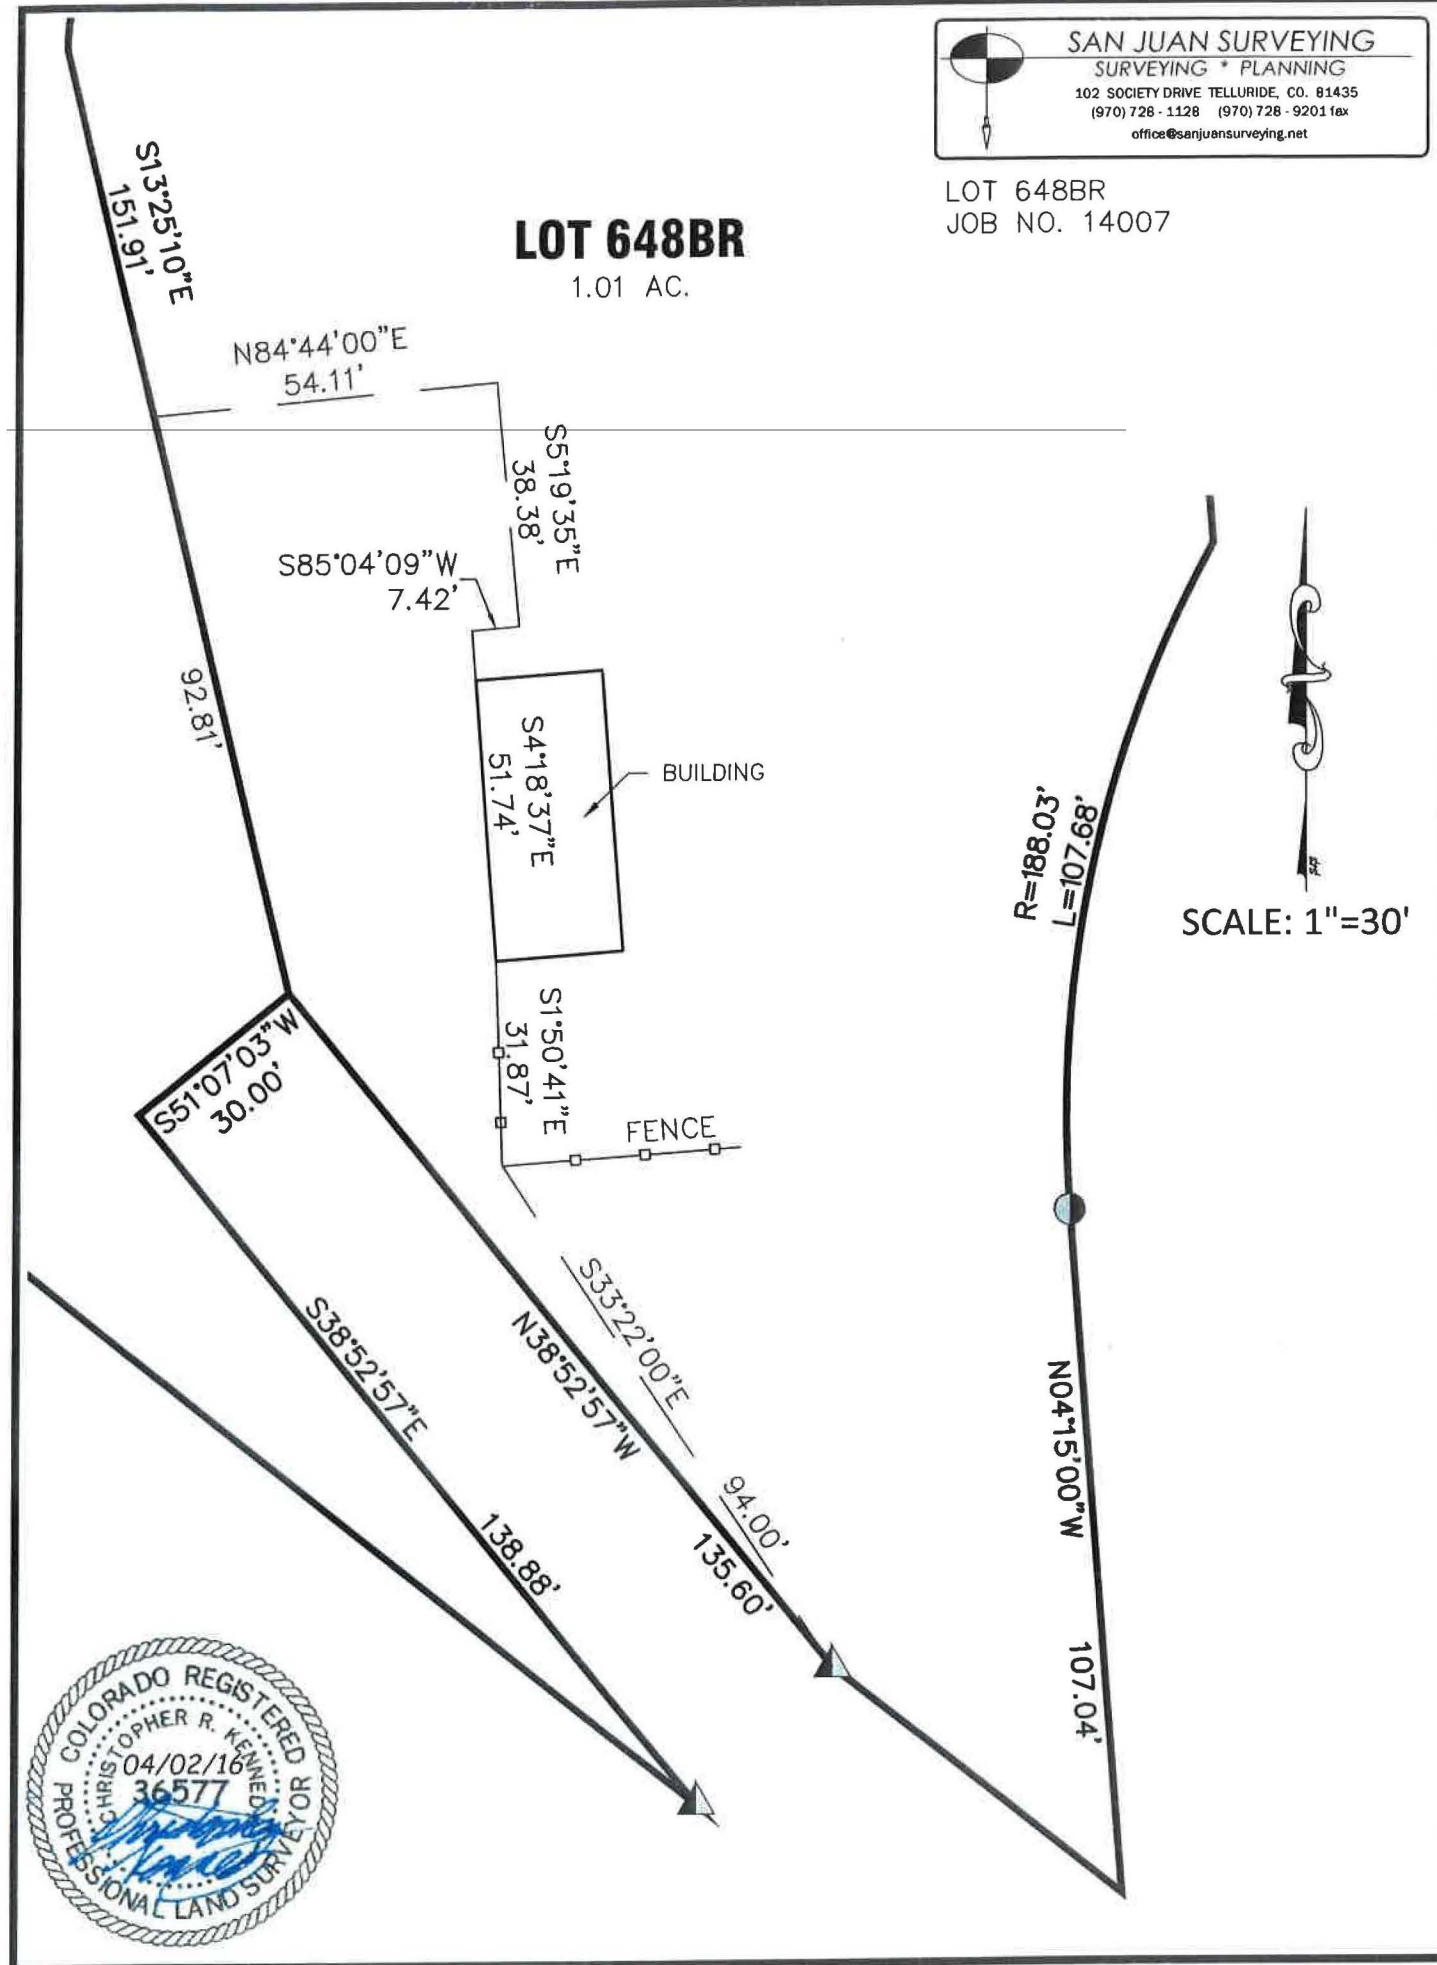 SAN JUAN SURVEYING
SURVEYING * PLANNING
102 SOCIETY DRIVE TELLURIDE, CO. 81435
(970) 728 - 1128 (970) 728 - 9201 fax
office@sanjuansurveying.net
LOT 648BR
JOB NO. 14007
LOT 648BR
1.01 AC.
S13°25'10"E
151.91'
N84°44'00"E
54.11'
S5°19'35"E
38.38'
S85°04'09"W
7.42'
92.81'
S4°18'37"E
51.74'
BUILDING
R=188.03'
L=107.68'
SCALE: 1"=30'
S1°50'41"E
31.87'
S51°07'03"W
30.00'
FENCE
S33°22'00"E
94.00'
N38°52'57"W
135.60'
S38°52'57"E
138.88'
N04°15'00"W
107.04'
COLORADO REGISTERED
CHRISTOPHER R. KENNEDY
04/02/16
36577
PROFESSIONAL LAND SURVEYOR